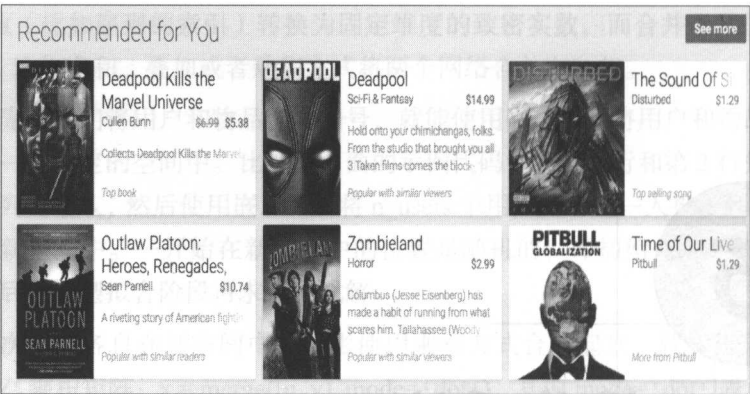 Recommended for You
See more
DEADPOOL
DISTURBED
Deadpool Kills the
Marvel Universe
Cullen Bunn
$6.99 $5.38
Collects Deadpool Kills the Marvel
Top book
Deadpool
Sci-Fi & Fantasy
$14.99
Hold onto your chimichangas, folks.
From the studio that brought you all
3 Taken films comes the block
Popular with similar viewers
The Sound Of Si
Disturbed
$1.29
Top selling song
OUTLAW
PLATOON
SEAN PARNELL
Outlaw Platoon:
Heroes, Renegades,
Sean Parnell
$10.74
A riveting story of American fightin
Popular with similar readers
ZOMBIELAND
Zombieland
Horror
$2.99
Columbus (Jesse Eisenberg) has
made a habit of running from what
scares him. Tallahassee (Woody
Popular with similar viewers
PITBULL
GLOBALIZATION
Time of Our Live
Pitbull
$1.29
More from Pitbull